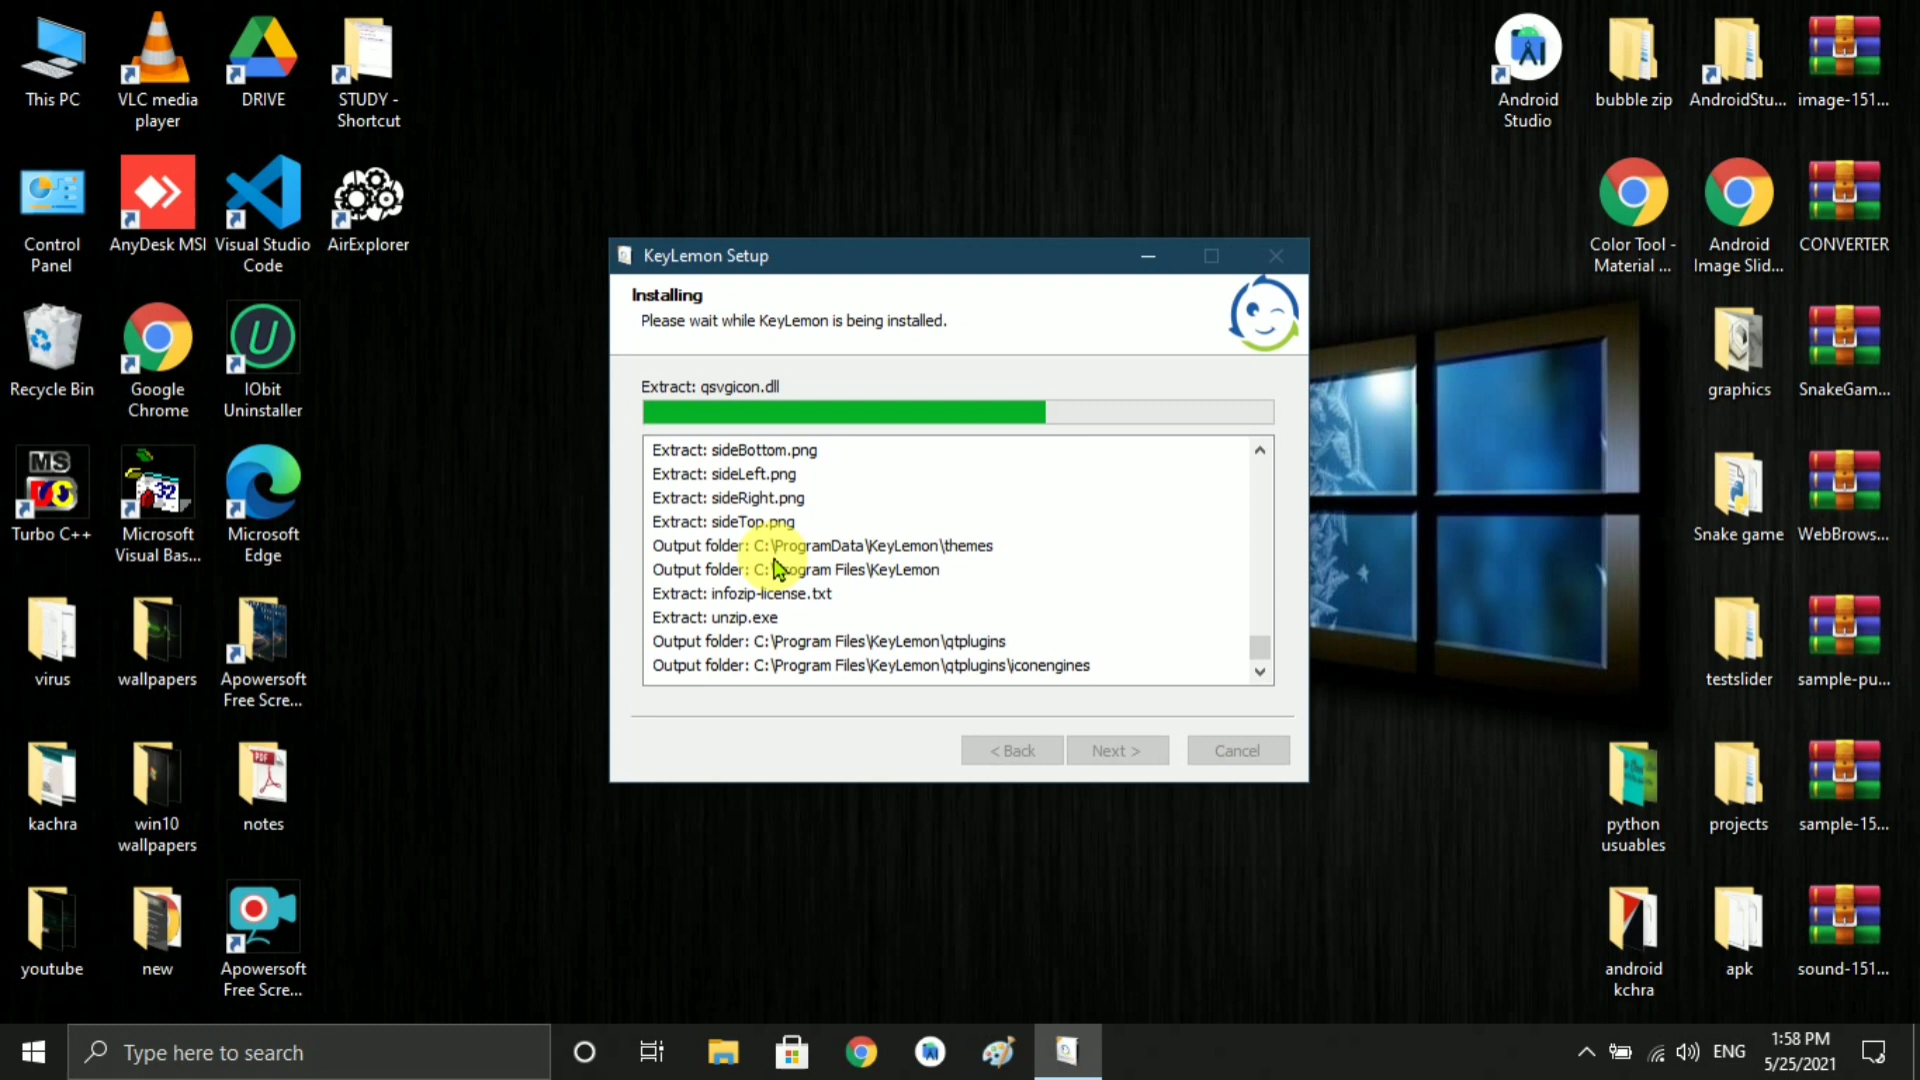 This PC
VLC media
player
DRIVE
STUDY -
Shortcut
Control
Panel
AnyDesk MSI
Visual Studio
Code
AirExplorer
Recycle Bin
Google
Chrome
IObit
Uninstaller
MS
DOS
Turbo C++
32
Microsoft
Visual Bas...
Microsoft
Edge
virus
wallpapers
Apowersoft
Free Scre...
kachra
win10
wallpapers
PDF
notes
youtube
new
Apowersoft
Free Scre...
KeyLemon Setup
Installing
Please wait while KeyLemon is being installed.
Extract: qsvgicon.dll
Extract: sideBottom.png
Extract: sideLeft.png
Extract: sideRight.png
Extract: sideTop.png
Output folder: C:\ProgramData\KeyLemon\themes
Output folder: C:\Program Files\KeyLemon
Extract: infozip-license.txt
Extract: unzip.exe
Output folder: C:\Program Files\KeyLemon\qtplugins
Output folder: C:\Program Files\KeyLemon\qtplugins\iconengines
< Back
Next >
Cancel
Android
Studio
bubble zip
AndroidStu...
image-151...
Color Tool -
Material ...
Android
Image Slid...
CONVERTER
graphics
SnakeGam...
Snake game
WebBrows...
testslider
sample-pu...
python
usuables
projects
sample-15...
android
kchra
apk
sound-151...
Type here to search
ENG
1:58 PM
5/25/2021